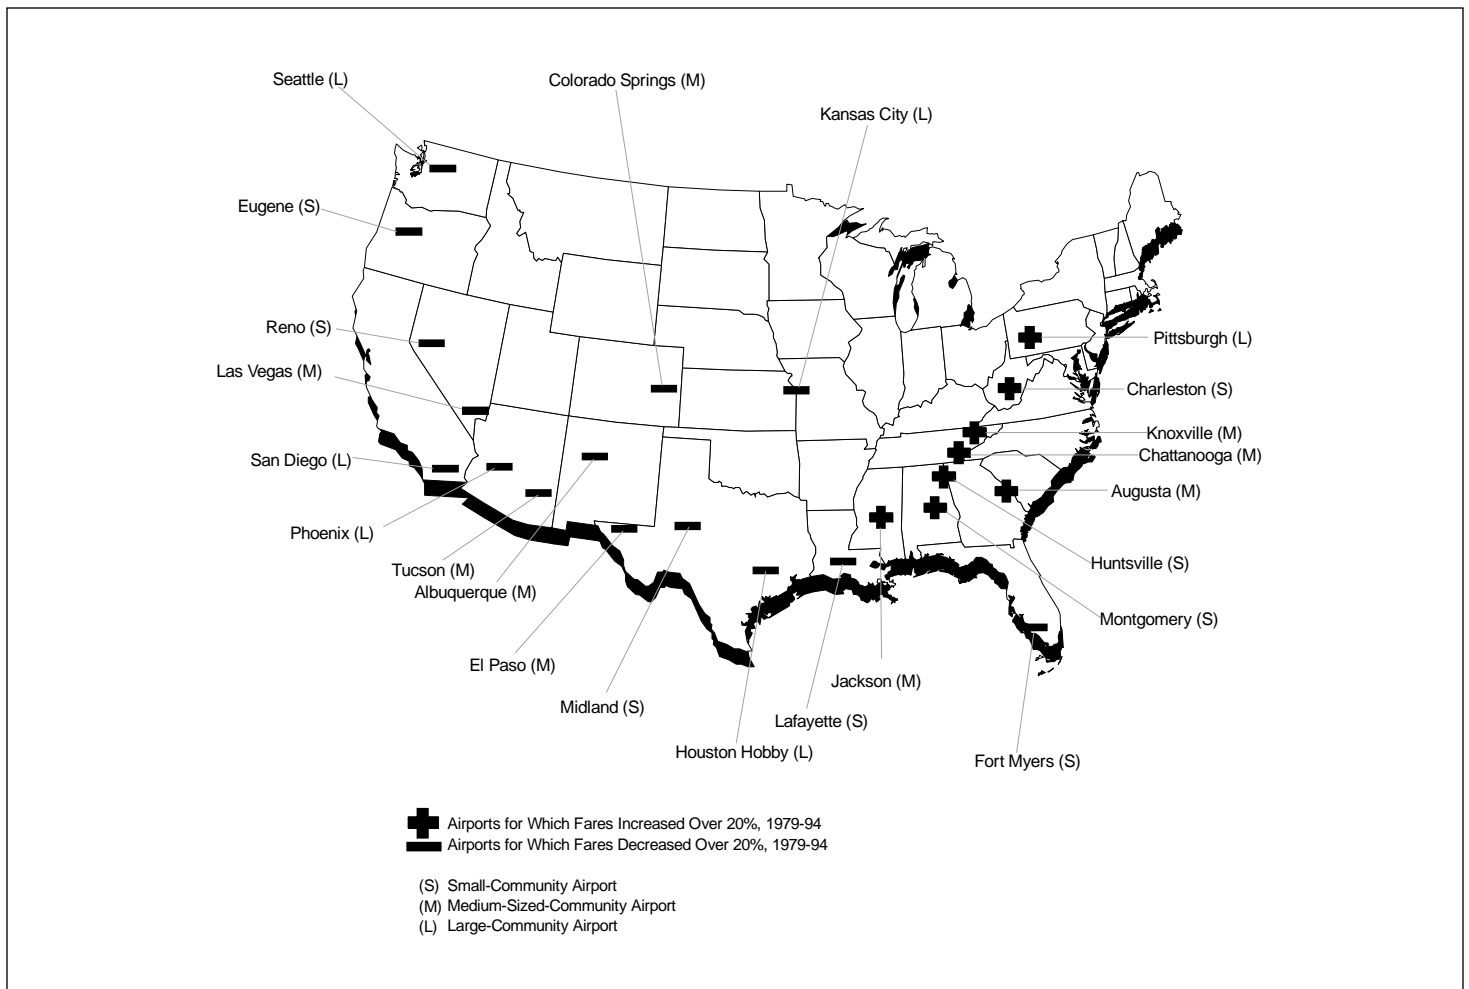 Seattle (L)
Colorado Springs (M)
Kansas City (L)
Eugene (S)
Reno (S)
Pittsburgh (L)
Las Vegas (M)
Charleston (S)
Knoxville (M)
Chattanooga (M)
San Diego (L)
Augusta (M)
Phoenix (L)
Huntsville (S)
Tucson (M)
Albuquerque (M)
Montgomery (S)
El Paso (M)
Jackson (M)
Midland (S)
Lafayette (S)
Houston Hobby (L)
Fort Myers (S)
Airports for Which Fares Increased Over 20%, 1979-94
Airports for Which Fares Decreased Over 20%, 1979-94
(S) Small-Community Airport
(M) Medium-Sized-Community Airport
(L) Large-Community Airport